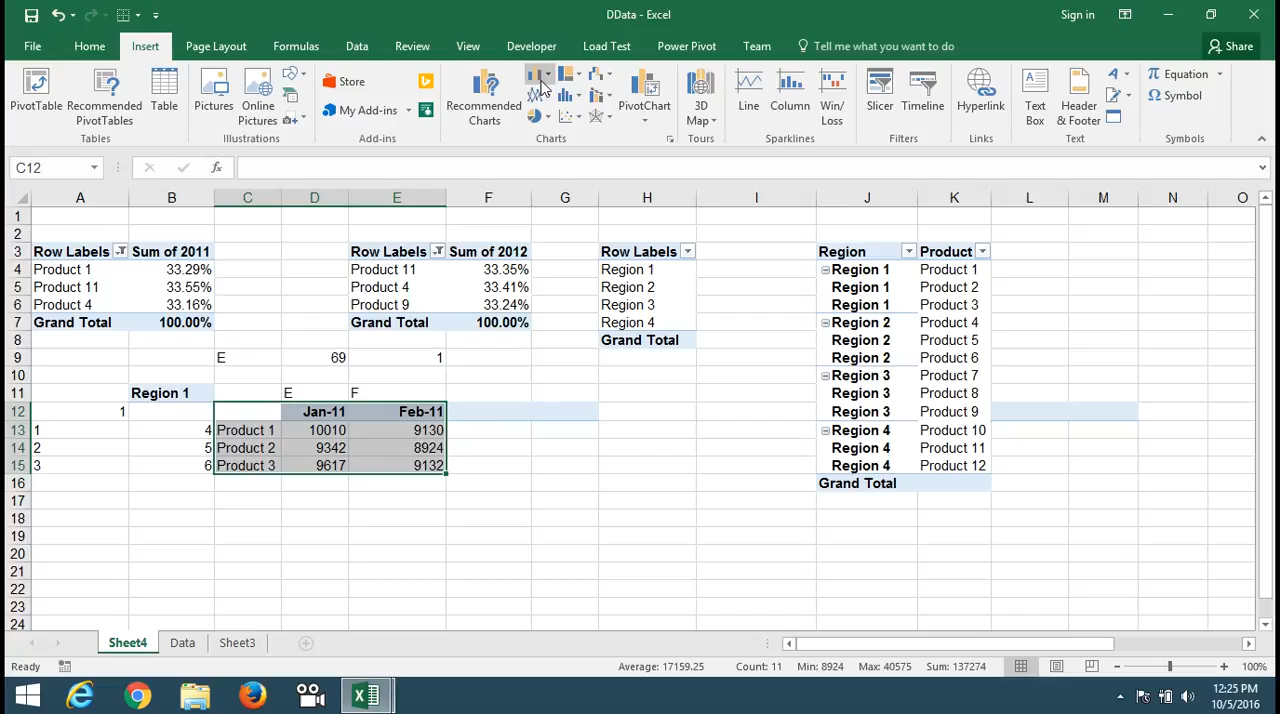 DData - Excel
Sign in
File Home Insert Page Layout Formulas Data Review View Developer Load Test Power Pivot Team Tell me what you want to do Share
PivotTable Recommended PivotTables Table Pictures Online Pictures Store My Add-ins Recommended Charts PivotChart 3D Map Line Column Win/ Loss Slicer Timeline Hyperlink Text Box Header & Footer Equation Symbol
Tables Illustrations Add-ins Charts Tours Sparklines Filters Links Text Symbols
C12 fx
A B C D E F G H I J K L M N O
1
2
3 Row Labels Sum of 2011 Row Labels Sum of 2012 Row Labels Region Product
4 Product 1 33.29% Product 11 33.35% Region 1 Region 1 Product 1
5 Product 11 33.55% Product 4 33.41% Region 2 Region 1 Product 2
6 Product 4 33.16% Product 9 33.24% Region 3 Region 1 Product 3
7 Grand Total 100.00% Grand Total 100.00% Region 4 Region 2 Product 4
8 Grand Total Region 2 Product 5
9 E 69 1 Region 2 Product 6
10 Region 3 Product 7
11 Region 1 E F Region 3 Product 8
12 1 Jan-11 Feb-11 Region 3 Product 9
13 1 4 Product 1 10010 9130 Region 4 Product 10
14 2 5 Product 2 9342 8924 Region 4 Product 11
15 3 6 Product 3 9617 9132 Region 4 Product 12
16 Grand Total
17
18
19
20
21
22
23
24
Sheet4 Data Sheet3
Ready Average: 17159.25 Count: 11 Min: 8924 Max: 40575 Sum: 137274 100%
12:25 PM
10/5/2016